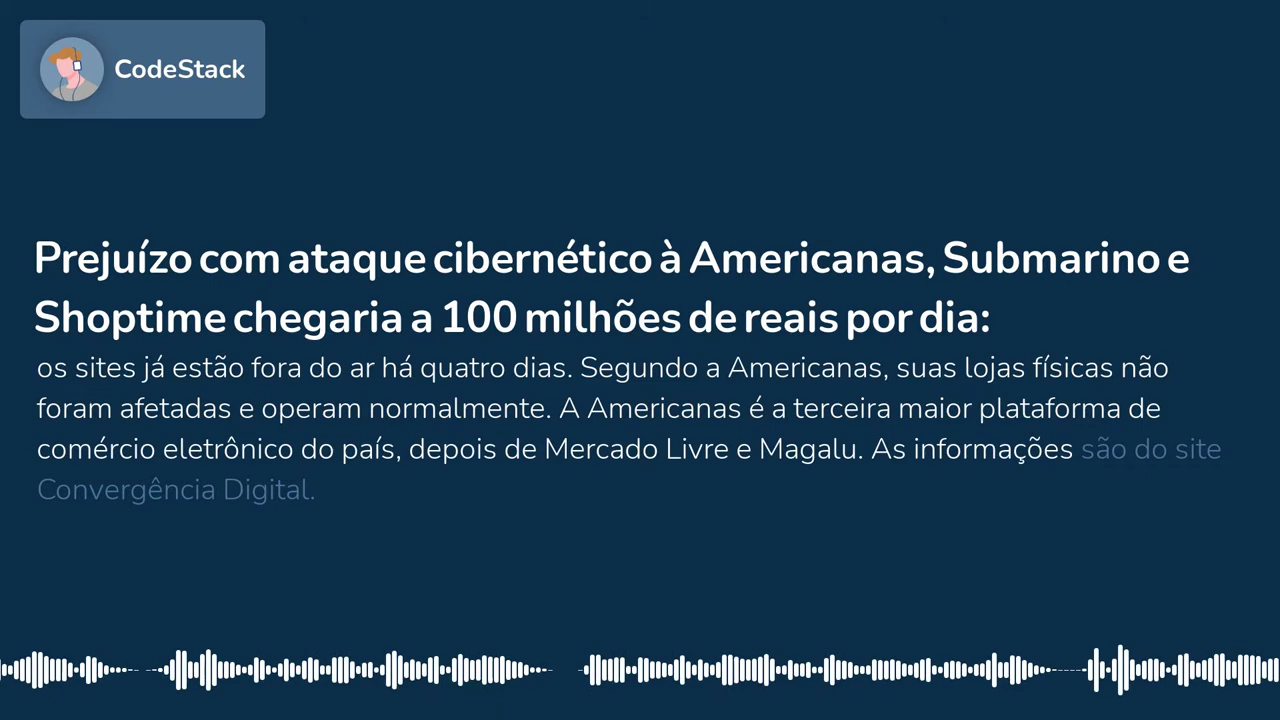 CodeStack
Prejuízo com ataque cibernético à Americanas, Submarino e
Shoptime chegaria a 100 milhões de reais por dia:
os sites já estão fora do ar há quatro dias. Segundo a Americanas, suas lojas físicas não
foram afetadas e operam normalmente. A Americanas é a terceira maior plataforma de
comércio eletrônico do país, depois de Mercado Livre e Magalu. As informações são do site
Convergência Digital.